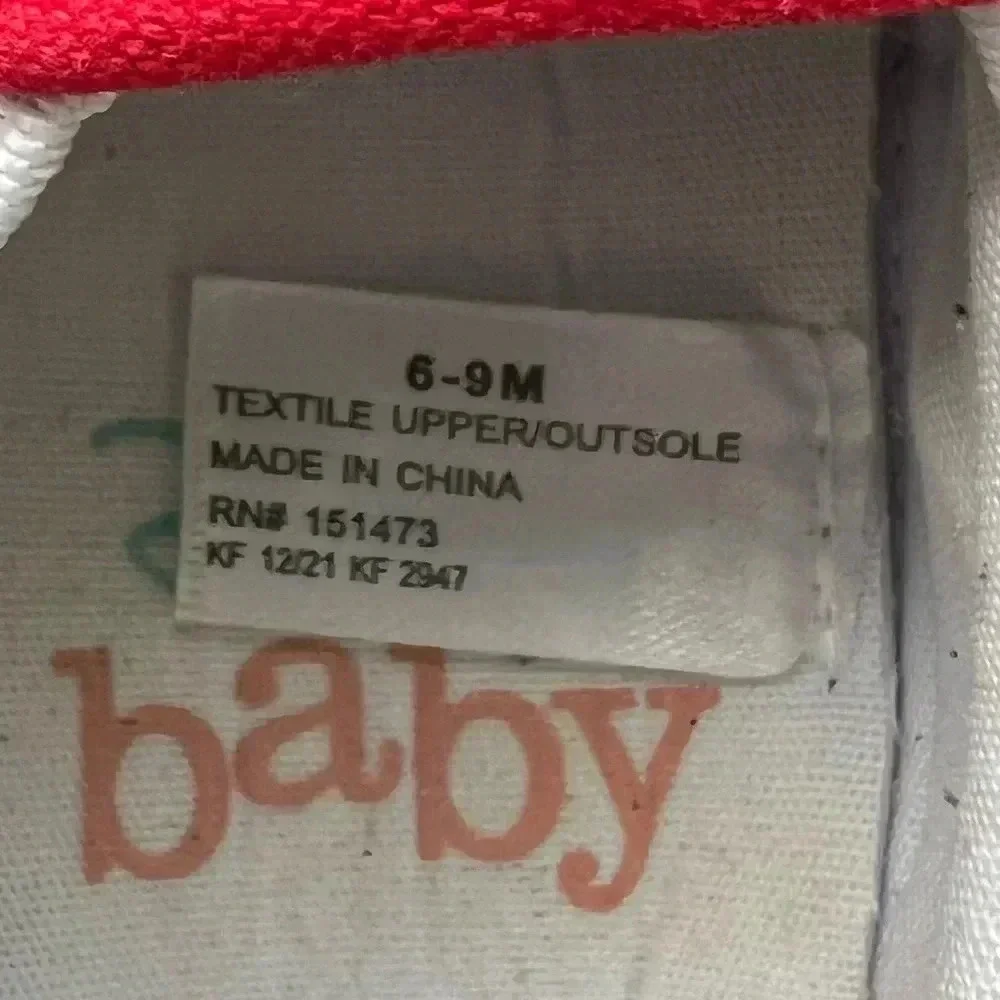 6-9M
TEXTILE UPPER/OUTSOLE
MADE IN CHINA
RN# 151473
KF 12/21 KF 2947
baby